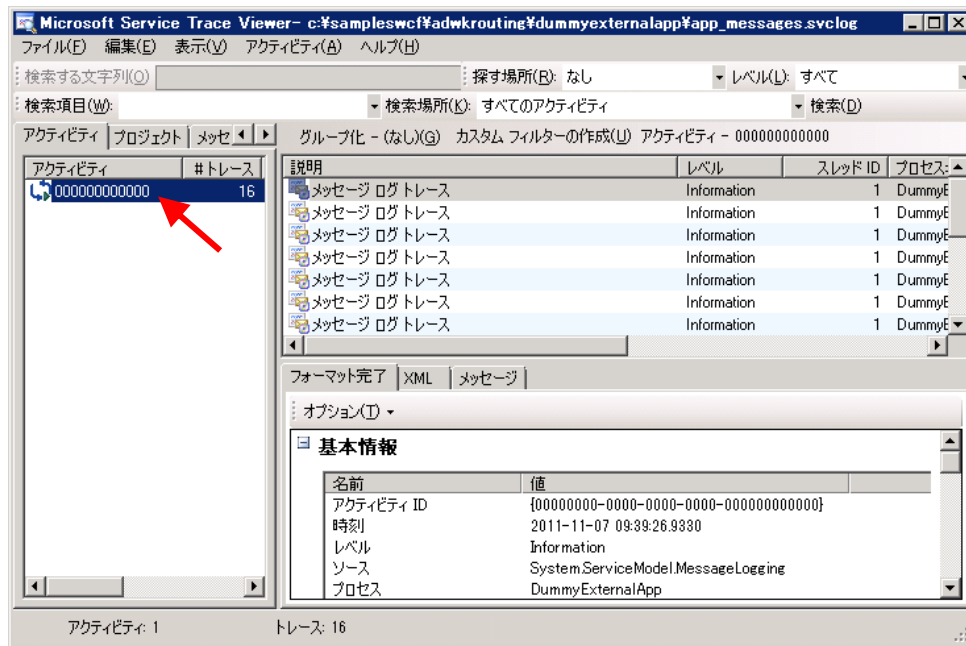 Microsoft Service Trace Viewer- c:¥sampleswcf¥adwkrouting¥dummyexternalapp¥app_messages.svclog
ファイル(F) 編集(E) 表示(V) アクティビティ(A) ヘルプ(H)
検索する文字列(O) 探す場所(R): なし レベル(L): すべて
検索項目(W): 検索場所(K): すべてのアクティビティ 検索(D)
アクティビティ プロジェクト メッセ グループ化 - (なし)(G) カスタム フィルターの作成(U) アクティビティ - 000000000000
アクティビティ #トレース
000000000000 16
説明 レベル スレッド ID プロセス:
メッセージ ログ トレース Information 1 DummyE
メッセージ ログ トレース Information 1 DummyE
メッセージ ログ トレース Information 1 DummyE
メッセージ ログ トレース Information 1 DummyE
メッセージ ログ トレース Information 1 DummyE
メッセージ ログ トレース Information 1 DummyE
メッセージ ログ トレース Information 1 DummyE
フォーマット完了 XML メッセージ
オプション(T)
基本情報
名前 値
アクティビティ ID {00000000-0000-0000-0000-000000000000}
時刻 2011-11-07 09:39:26.9330
レベル Information
ソース System.ServiceModel.MessageLogging
プロセス DummyExternalApp
アクティビティ: 1 トレース: 16